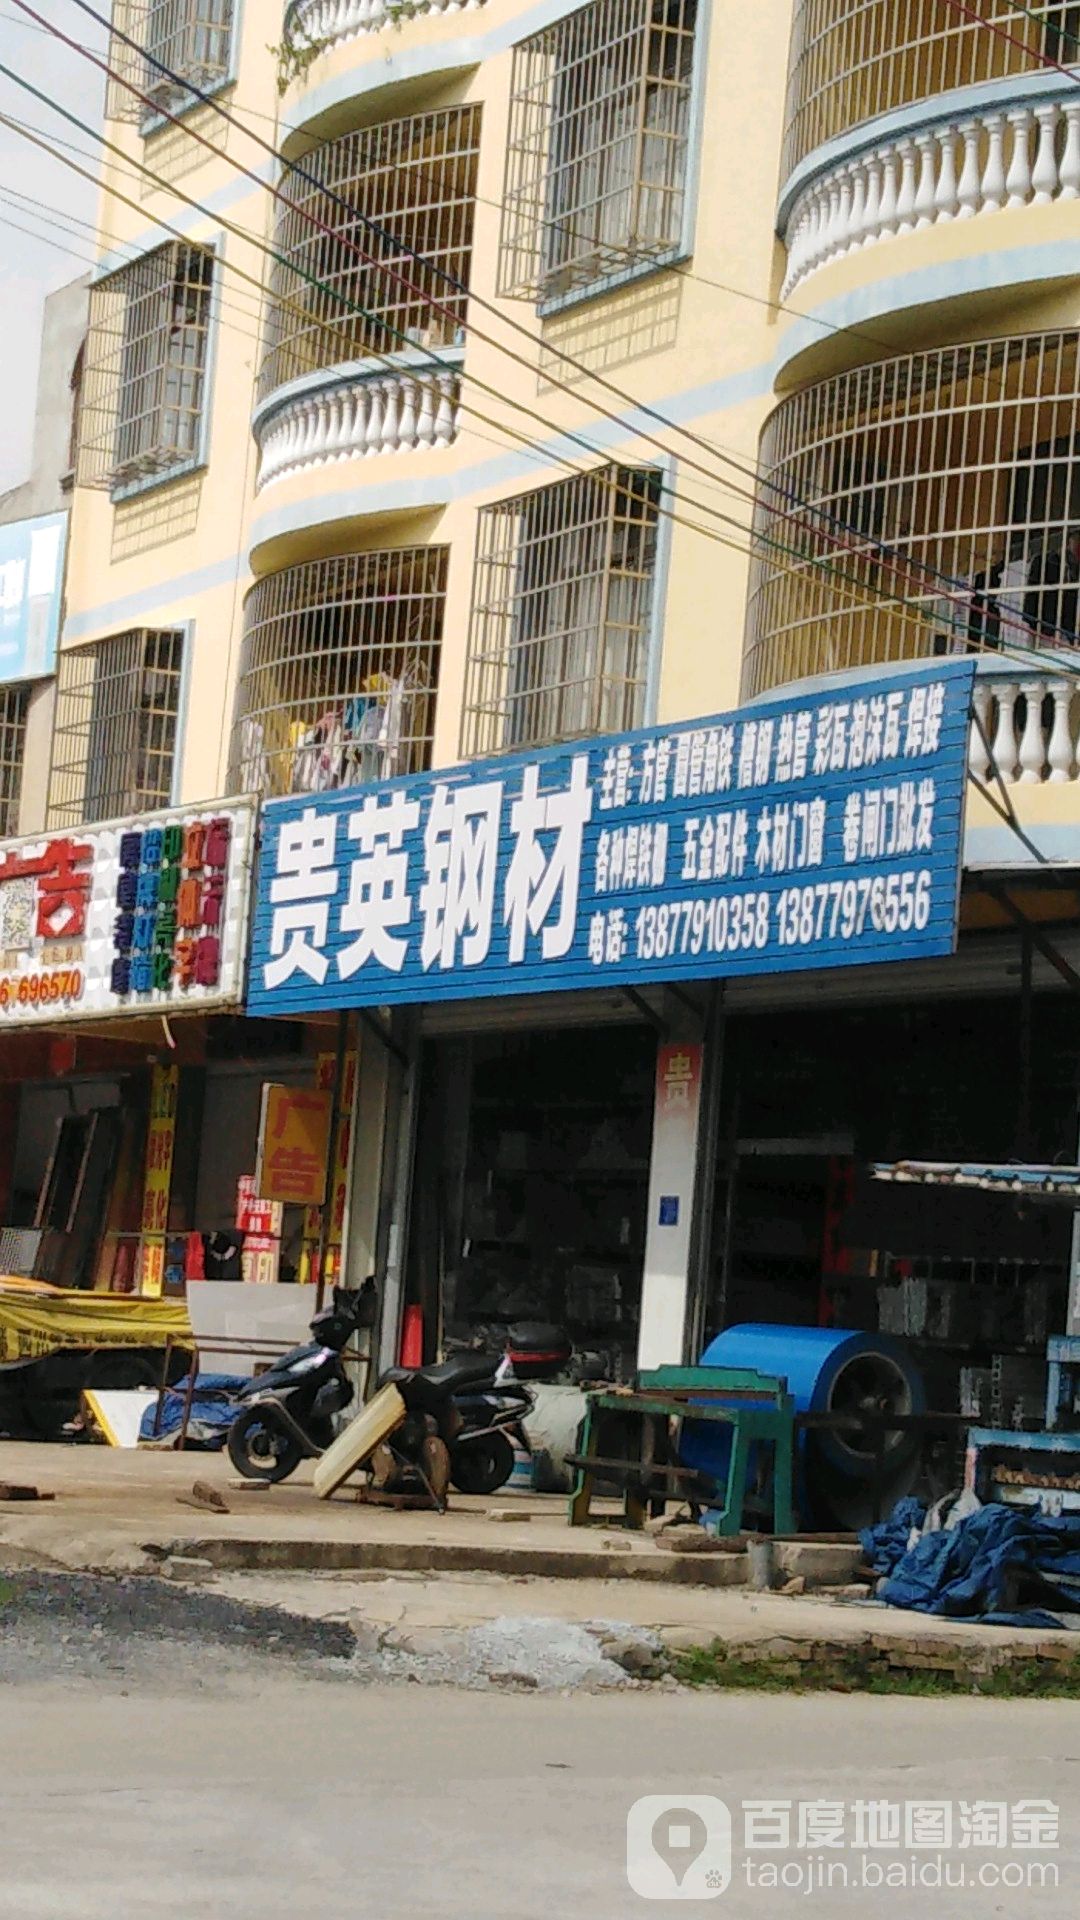 贵英钢材
主营: 方管 圆管角铁 槽钢 热管 彩瓦泡沫瓦 焊接
各种焊铁艺 五金配件 木材门窗 卷闸门批发
电话: 13877910358 13877976556
广告
696570
广告
贵
百度地图淘金
taojin.baidu.com